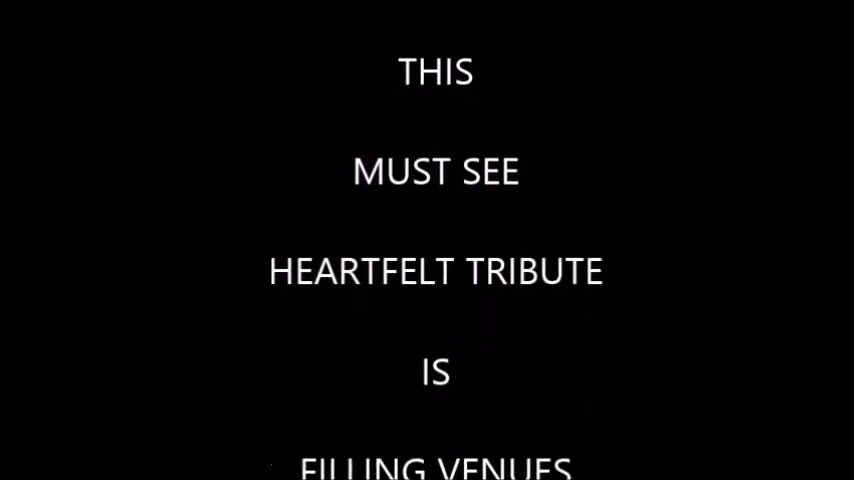 THIS
MUST SEE
HEARTFELT TRIBUTE
IS
FILLING VENUES